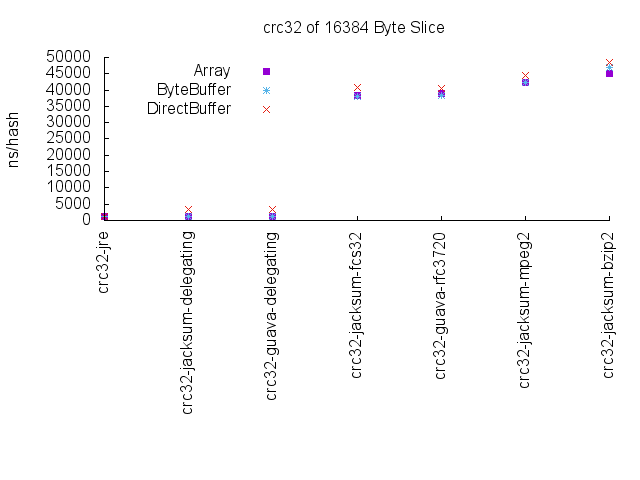 crc32 of 16384 Byte Slice
ns/hash
50000
45000
40000
35000
30000
25000
20000
15000
10000
5000
0
Array
ByteBuffer
DirectBuffer
crc32-jre
crc32-jacksum-delegating
crc32-guava-delegating
crc32-jacksum-fcs32
crc32-guava-rfc3720
crc32-jacksum-mpeg2
crc32-jacksum-bzip2